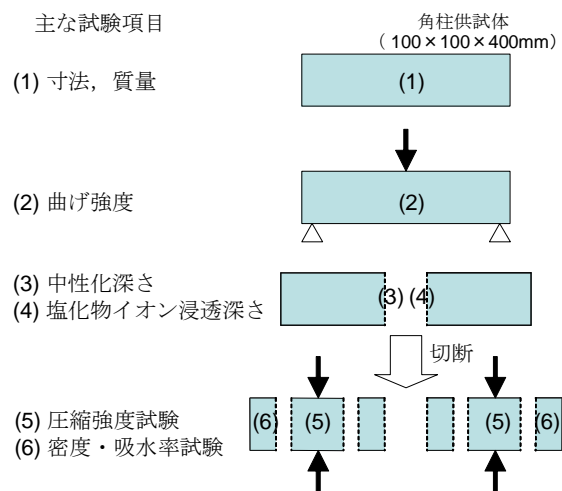 主な試験項目
角柱供試体
（100×100×400mm）
(1) 寸法，質量
(1)
(2) 曲げ強度
(2)
(3) 中性化深さ
(4) 塩化物イオン浸透深さ
(3) (4)
切断
(5) 圧縮強度試験
(6) 密度・吸水率試験
(6) (5) (5) (6)